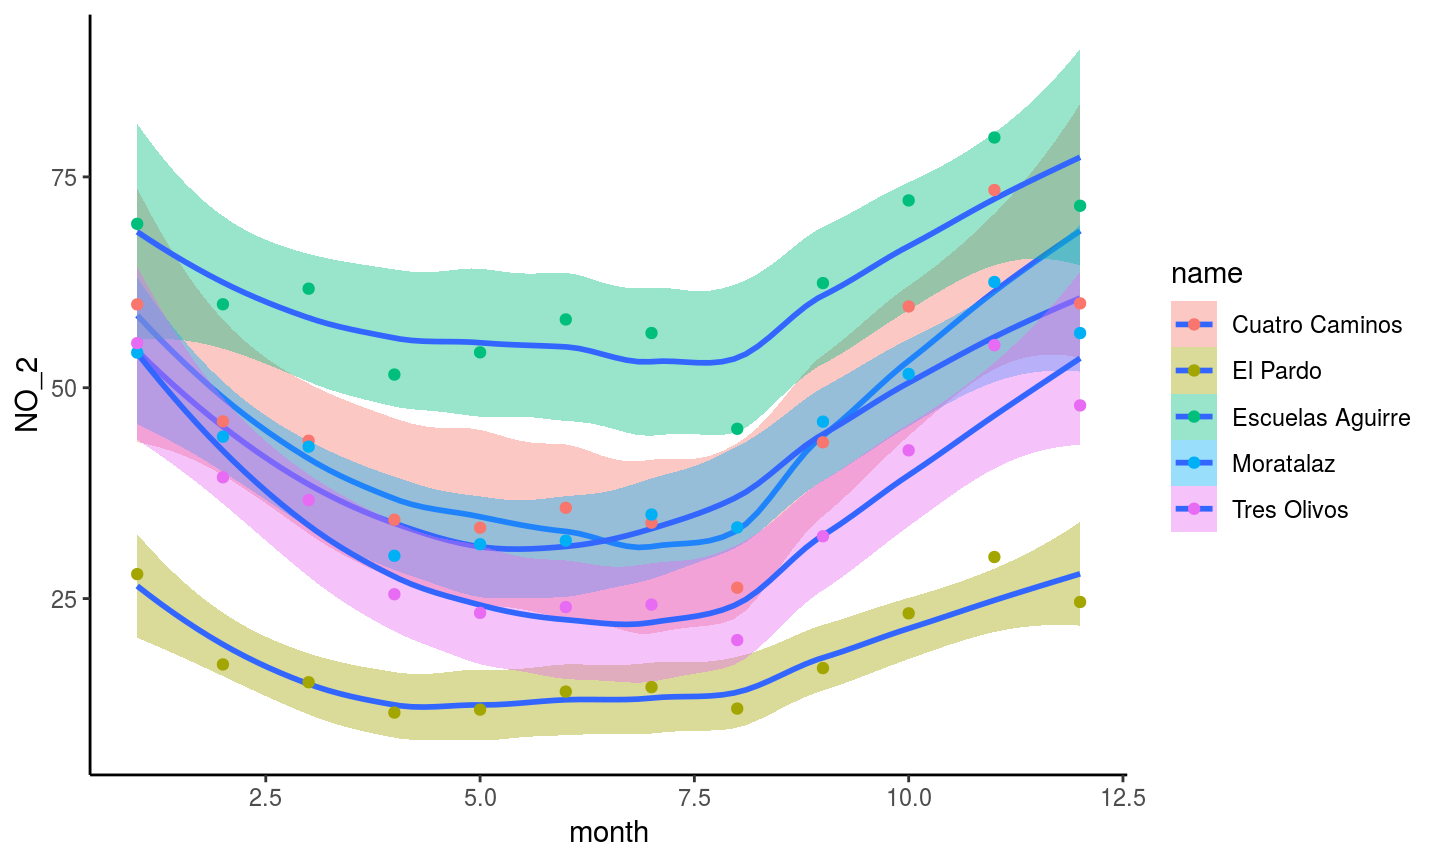 NO_2
75
50
25
2.5
5.0
7.5
10.0
12.5
month
name
Cuatro Caminos
El Pardo
Escuelas Aguirre
Moratalaz
Tres Olivos